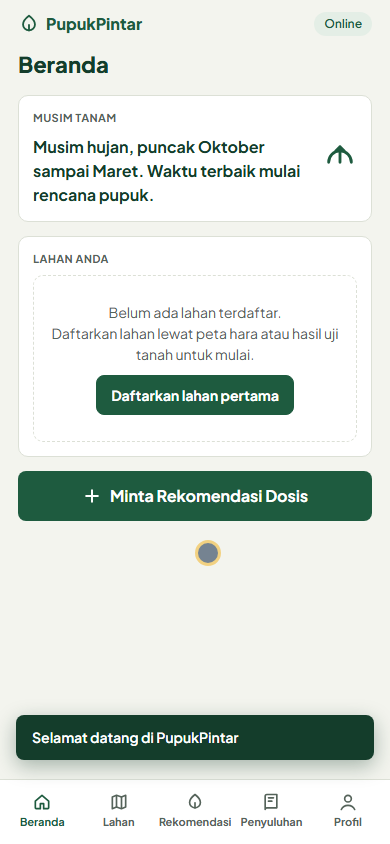 PupukPintar
Online
Beranda
MUSIM TANAM
Musim hujan, puncak Oktober
sampai Maret. Waktu terbaik mulai
rencana pupuk.
LAHAN ANDA
Belum ada lahan terdaftar.
Daftarkan lahan lewat peta hara atau hasil uji
tanah untuk mulai.
Daftarkan lahan pertama
Minta Rekomendasi Dosis
Selamat datang di PupukPintar
Beranda
Lahan
Rekomendasi
Penyuluhan
Profil